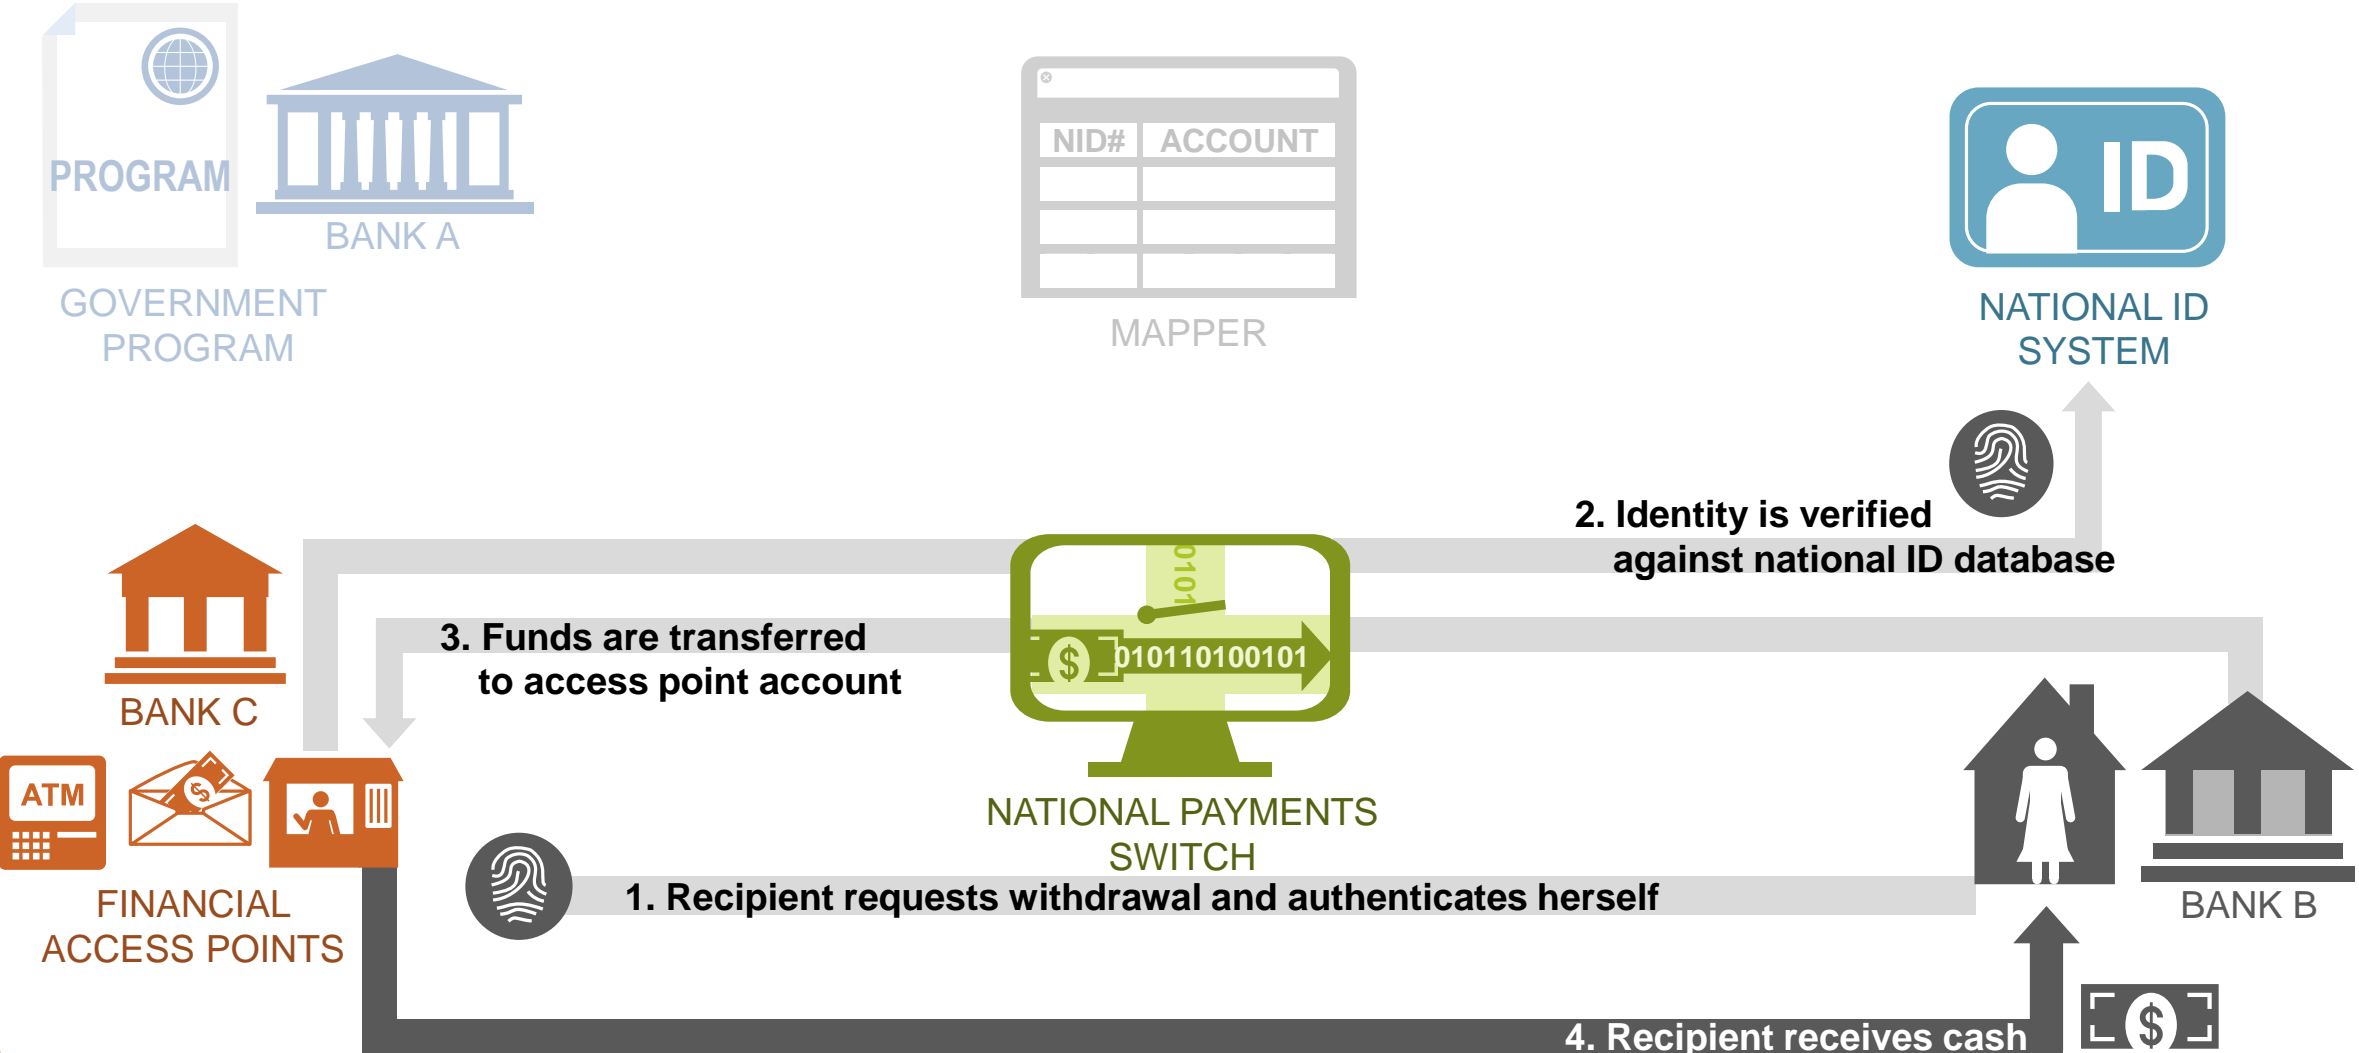 PROGRAM
BANK A
GOVERNMENT
PROGRAM
NID# ACCOUNT
MAPPER
ID
NATIONAL ID
SYSTEM
2. Identity is verified
against national ID database
BANK C
3. Funds are transferred
to access point account
0101
$ 010110100101
NATIONAL PAYMENTS
SWITCH
ATM
$
FINANCIAL
ACCESS POINTS
1. Recipient requests withdrawal and authenticates herself
BANK B
4. Recipient receives cash
$